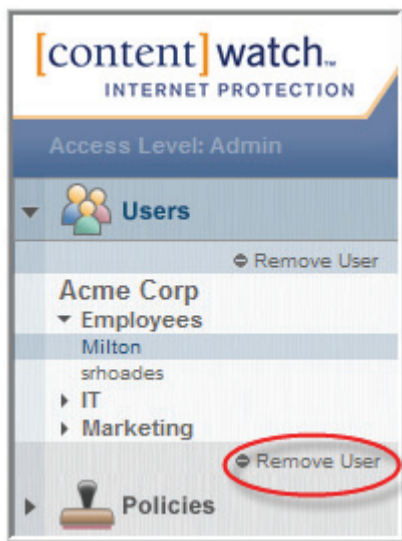 [content] watch™
INTERNET PROTECTION
Access Level: Admin
Users
Remove User
Acme Corp
Employees
Milton
srhoades
IT
Marketing
Remove User
Policies